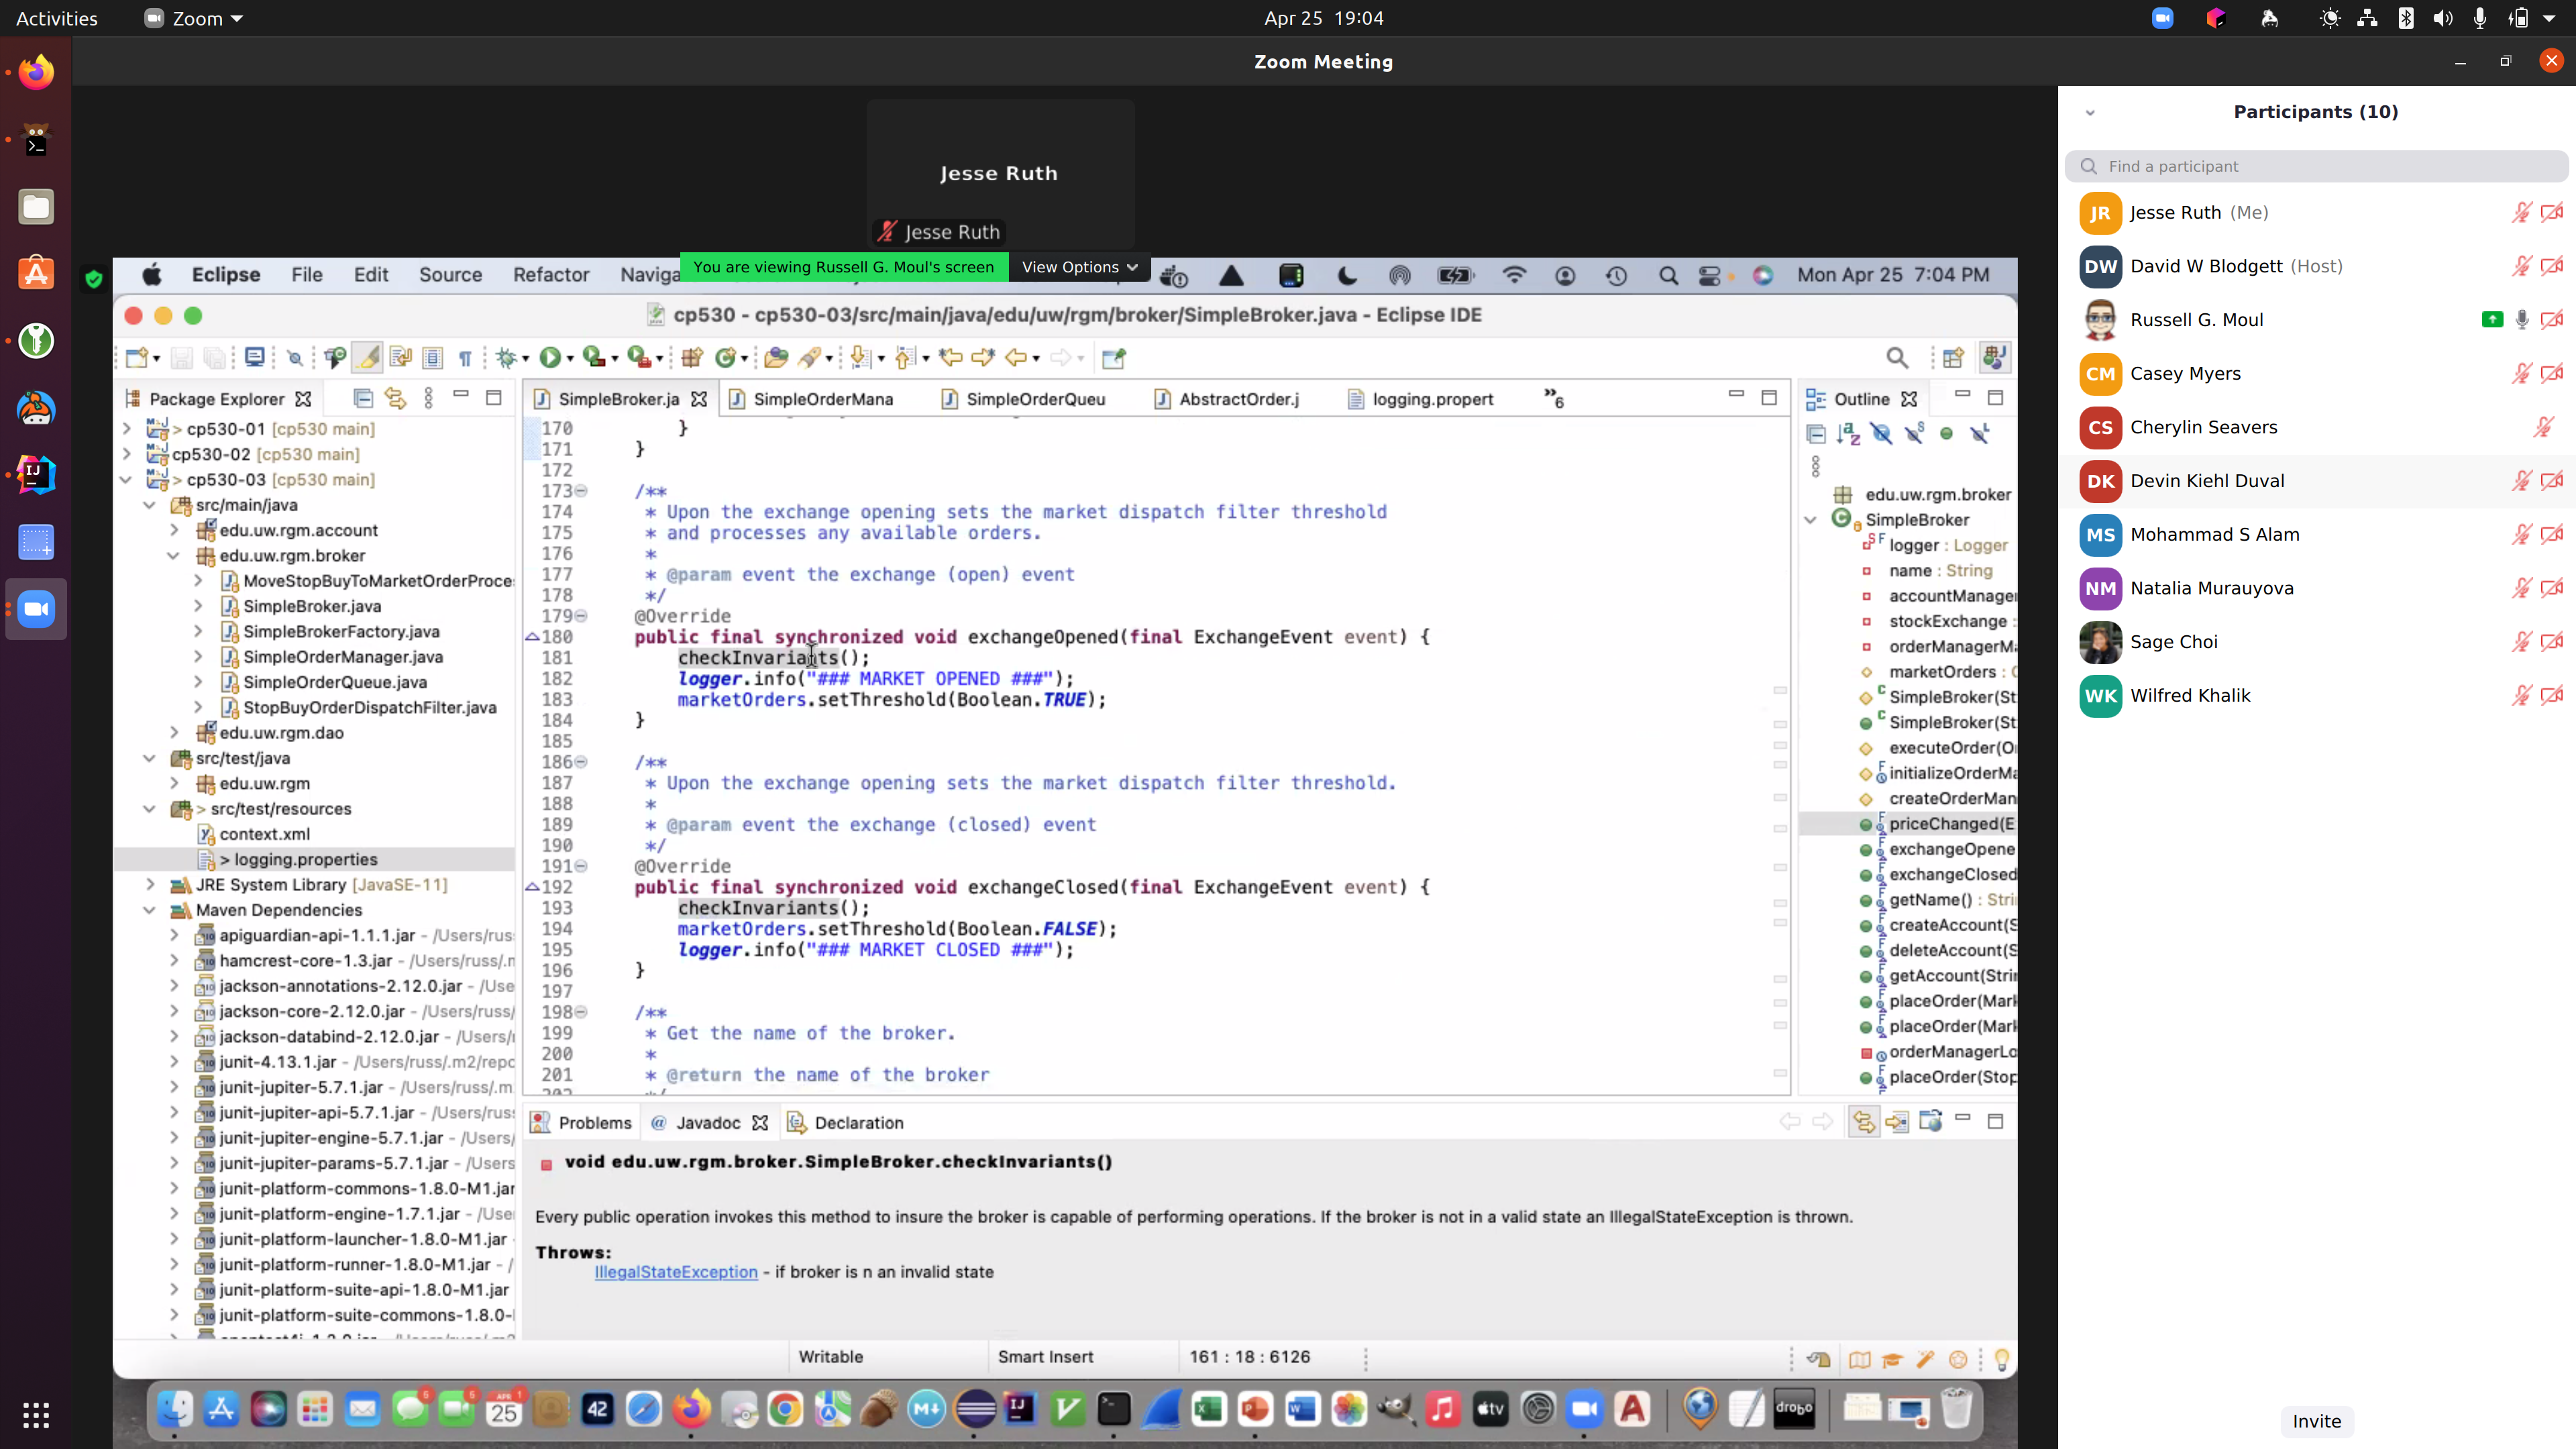 Activities
Zoom
Apr 25 19:04
Zoom Meeting
Jesse Ruth
Jesse Ruth
You are viewing Russell G. Moul's screen
View Options
Eclipse File Edit Source Refactor Naviga
Mon Apr 25 7:04 PM
cp530 - cp530-03/src/main/java/edu/uw/rgm/broker/SimpleBroker.java - Eclipse IDE
Package Explorer
> cp530-01 [cp530 main]
cp530-02 [cp530 main]
> cp530-03 [cp530 main]
src/main/java
edu.uw.rgm.account
edu.uw.rgm.broker
MoveStopBuyToMarketOrderProce
SimpleBroker.java
SimpleBrokerFactory.java
SimpleOrderManager.java
SimpleOrderQueue.java
StopBuyOrderDispatchFilter.java
edu.uw.rgm.dao
src/test/java
edu.uw.rgm
> src/test/resources
context.xml
> logging.properties
JRE System Library [JavaSE-11]
Maven Dependencies
apiguardian-api-1.1.1.jar - /Users/rus
hamcrest-core-1.3.jar - /Users/russ/.n
jackson-annotations-2.12.0.jar - /Use
jackson-core-2.12.0.jar - /Users/russ/
jackson-databind-2.12.0.jar - /Users/r
junit-4.13.1.jar - /Users/russ/.m2/repo
junit-jupiter-5.7.1.jar - /Users/russ/.m
junit-jupiter-api-5.7.1.jar - /Users/rus
junit-jupiter-engine-5.7.1.jar - /Users/
junit-jupiter-params-5.7.1.jar - /Users
junit-platform-commons-1.8.0-M1.jar
junit-platform-engine-1.7.1.jar - /Use
junit-platform-launcher-1.8.0-M1.jar
junit-platform-runner-1.8.0-M1.jar - /
junit-platform-suite-api-1.8.0-M1.jar
junit-platform-suite-commons-1.8.0-
SimpleBroker.ja
SimpleOrderMana
SimpleOrderQueu
AbstractOrder.j
logging.propert
»6
170 }
171 }
172
173 /**
174 * Upon the exchange opening sets the market dispatch filter threshold
175 * and processes any available orders.
176 *
177 * @param event the exchange (open) event
178 */
179 @Override
180 public final synchronized void exchangeOpened(final ExchangeEvent event) {
181 checkInvariants();
182 logger.info("### MARKET OPENED ###");
183 marketOrders.setThreshold(Boolean.TRUE);
184 }
185
186 /**
187 * Upon the exchange opening sets the market dispatch filter threshold.
188 *
189 * @param event the exchange (closed) event
190 */
191 @Override
192 public final synchronized void exchangeClosed(final ExchangeEvent event) {
193 checkInvariants();
194 marketOrders.setThreshold(Boolean.FALSE);
195 logger.info("### MARKET CLOSED ###");
196 }
197
198 /**
199 * Get the name of the broker.
200 *
201 * @return the name of the broker
Outline
edu.uw.rgm.broker
SimpleBroker
logger : Logger
name : String
accountManager
stockExchange :
orderManagerMa
marketOrders : C
SimpleBroker(St
SimpleBroker(St
executeOrder(O
initializeOrderMa
createOrderMan
priceChanged(E
exchangeOpene
exchangeClosed
getName() : Stri
createAccount(S
deleteAccount(S
getAccount(Strin
placeOrder(Mark
placeOrder(Mark
orderManagerLo
placeOrder(Stop
Problems
@ Javadoc
Declaration
void edu.uw.rgm.broker.SimpleBroker.checkInvariants()
Every public operation invokes this method to insure the broker is capable of performing operations. If the broker is not in a valid state an IllegalStateException is thrown.
Throws:
IllegalStateException - if broker is n an invalid state
Writable
Smart Insert
161 : 18 : 6126
APR
25
42
tv
drobo
Participants (10)
Find a participant
JR Jesse Ruth (Me)
DW David W Blodgett (Host)
Russell G. Moul
CM Casey Myers
CS Cherylin Seavers
DK Devin Kiehl Duval
MS Mohammad S Alam
NM Natalia Murauyova
Sage Choi
WK Wilfred Khalik
Invite